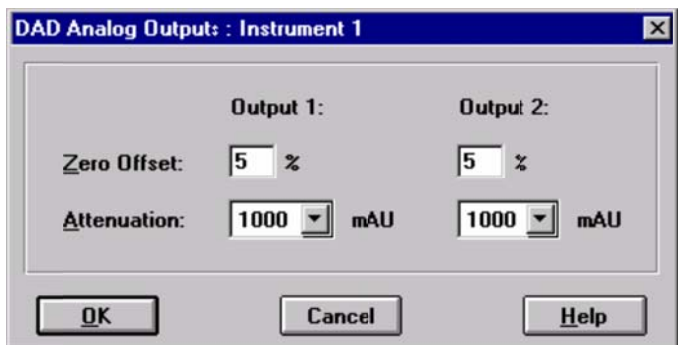 DAD Analog Outputs : Instrument 1
Output 1: Output 2:
Zero Offset: 5 % 5 %
Attenuation: 1000 mAU 1000 mAU
OK Cancel Help